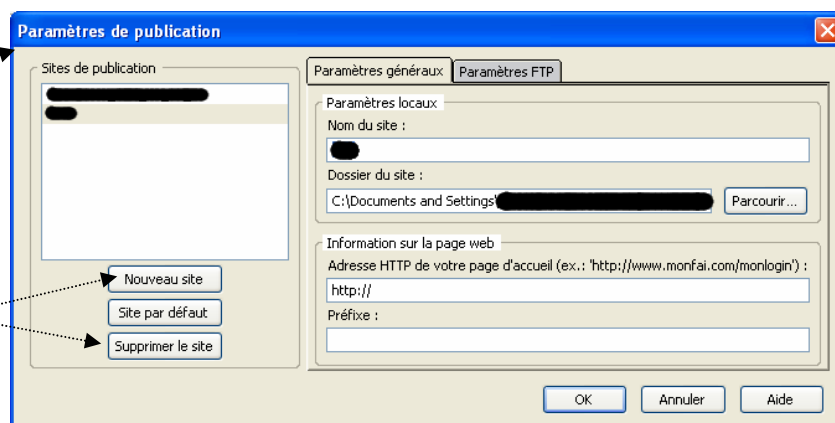 Paramètres de publication
Sites de publication
Nouveau site
Site par défaut
Supprimer le site
Paramètres généraux
Paramètres FTP
Paramètres locaux
Nom du site :
Dossier du site :
C:\Documents and Settings\
Parcourir...
Information sur la page web
Adresse HTTP de votre page d'accueil (ex.: 'http://www.monfai.com/monlogin') :
http://
Préfixe :
OK
Annuler
Aide